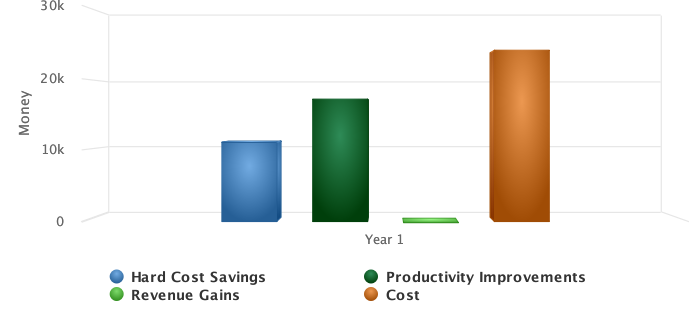 30k
20k
10k
0
Money
Year 1
Hard Cost Savings
Productivity Improvements
Revenue Gains
Cost